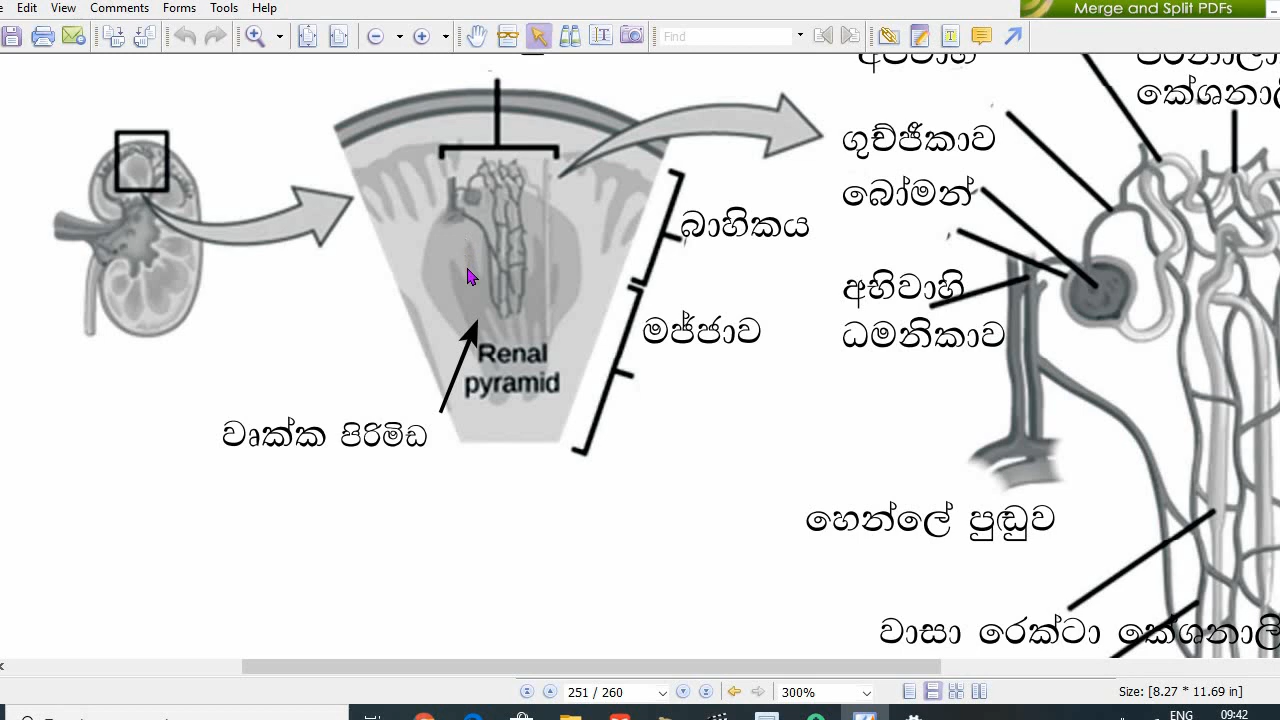 Edit View Comments Forms Tools Help
Merge and Split PDFs
Find
කේශනාලි
ගුච්ඡිකාව
බෝමන්
බාහිකය
අභිවාහි
ධමනිකාව
මජ්ජාව
Renal
pyramid
වෘක්ක පිරිමිඩ
හෙන්ලේ පුඬුව
වාසා රෙක්ටා කේශනාලි
251 / 260
300%
Size: [8.27 * 11.69 in]
ENG 09:42